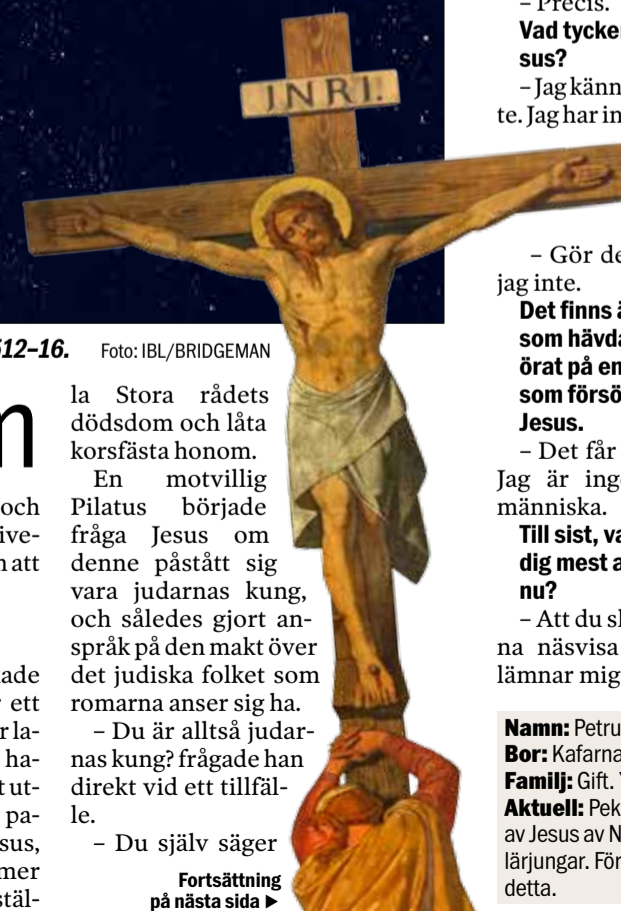 INRI.
512–16. Foto: IBL/BRIDGEMAN
m
och
ive-
att
ade
ett
la-
ha-
ut-
pa-
sus,
mer
stäl-
la Stora rådets
dödsdom och låta
korsfästa honom.
En motvillig
Pilatus började
fråga Jesus om
denne påstått sig
vara judarnas kung,
och således gjort an-
språk på den makt över
det judiska folket som
romarna anser sig ha.
– Du är alltså judar-
nas kung? frågade han
direkt vid ett tillfäl-
le.
– Du själv säger
Fortsättning
på nästa sida ▶
– Precis.
Vad tycker
sus?
– Jag känn
te. Jag har in
– Gör de
jag inte.
Det finns
som hävda
örat på en
som försö
Jesus.
– Det får
Jag är inge
människa.
Till sist, va
dig mest a
nu?
– Att du sl
na näsvisa
lämnar mig
Namn: Petru
Bor: Kafarna
Familj: Gift.
Aktuell: Pek
av Jesus av N
lärjungar. För
detta.